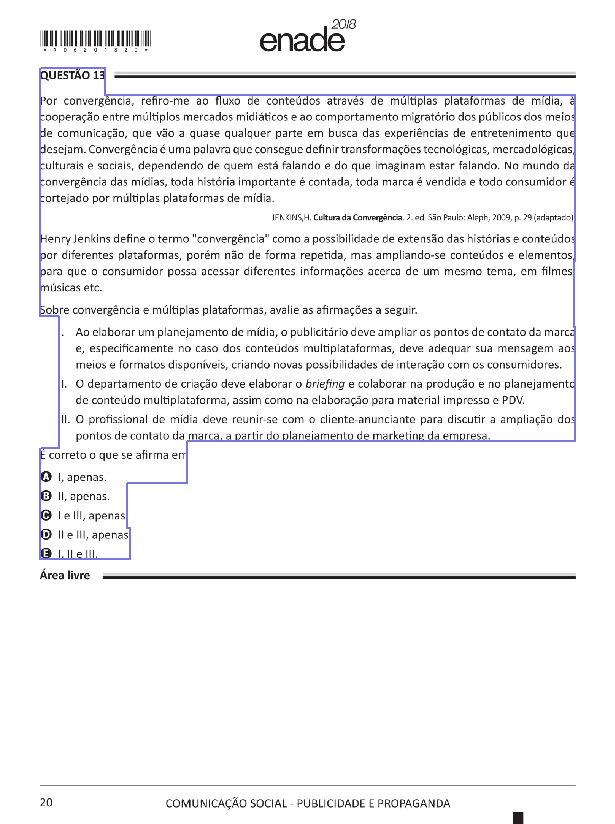 *R0620182 0*
enade 2018
QUESTÃO 13
Por convergência, refiro-me ao fluxo de conteúdos através de múltiplas plataformas de mídia, à
cooperação entre múltiplos mercados midiáticos e ao comportamento migratório dos públicos dos meios
de comunicação, que vão a quase qualquer parte em busca das experiências de entretenimento que
desejam. Convergência é uma palavra que consegue definir transformações tecnológicas, mercadológicas,
culturais e sociais, dependendo de quem está falando e do que imaginam estar falando. No mundo da
convergência das mídias, toda história importante é contada, toda marca é vendida e todo consumidor é
cortejado por múltiplas plataformas de mídia.
JENKINS,H. Cultura da Convergência. 2. ed. São Paulo: Aleph, 2009, p. 29 (adaptado)
Henry Jenkins define o termo "convergência" como a possibilidade de extensão das histórias e conteúdos
por diferentes plataformas, porém não de forma repetida, mas ampliando-se conteúdos e elementos,
para que o consumidor possa acessar diferentes informações acerca de um mesmo tema, em filmes
músicas etc.
Sobre convergência e múltiplas plataformas, avalie as afirmações a seguir.
. Ao elaborar um planejamento de mídia, o publicitário deve ampliar os pontos de contato da marca
e, especificamente no caso dos conteúdos multiplataformas, deve adequar sua mensagem aos
meios e formatos disponíveis, criando novas possibilidades de interação com os consumidores.
I. O departamento de criação deve elaborar o briefing e colaborar na produção e no planejamento
de conteúdo multiplataforma, assim como na elaboração para material impresso e PDV.
II. O profissional de mídia deve reunir-se com o cliente-anunciante para discutir a ampliação dos
pontos de contato da marca, a partir do planejamento de marketing da empresa.
É correto o que se afirma em
A I, apenas.
B II, apenas.
C I e III, apenas
D II e III, apenas
E I, II e III.
Área livre
20
COMUNICAÇÃO SOCIAL - PUBLICIDADE E PROPAGANDA